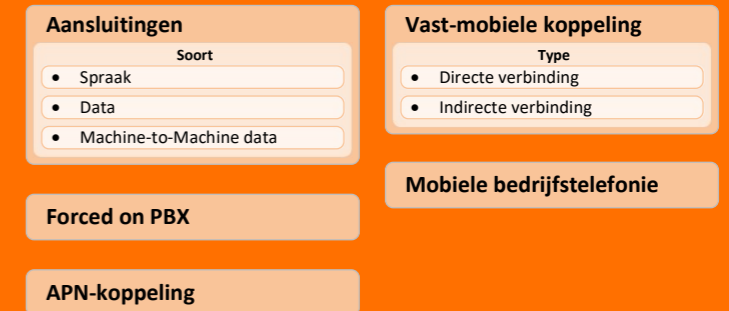 Aansluitingen
Soort
• Spraak
• Data
• Machine-to-Machine data
Forced on PBX
APN-koppeling
Vast-mobiele koppeling
Type
• Directe verbinding
• Indirecte verbinding
Mobiele bedrijfstelefonie